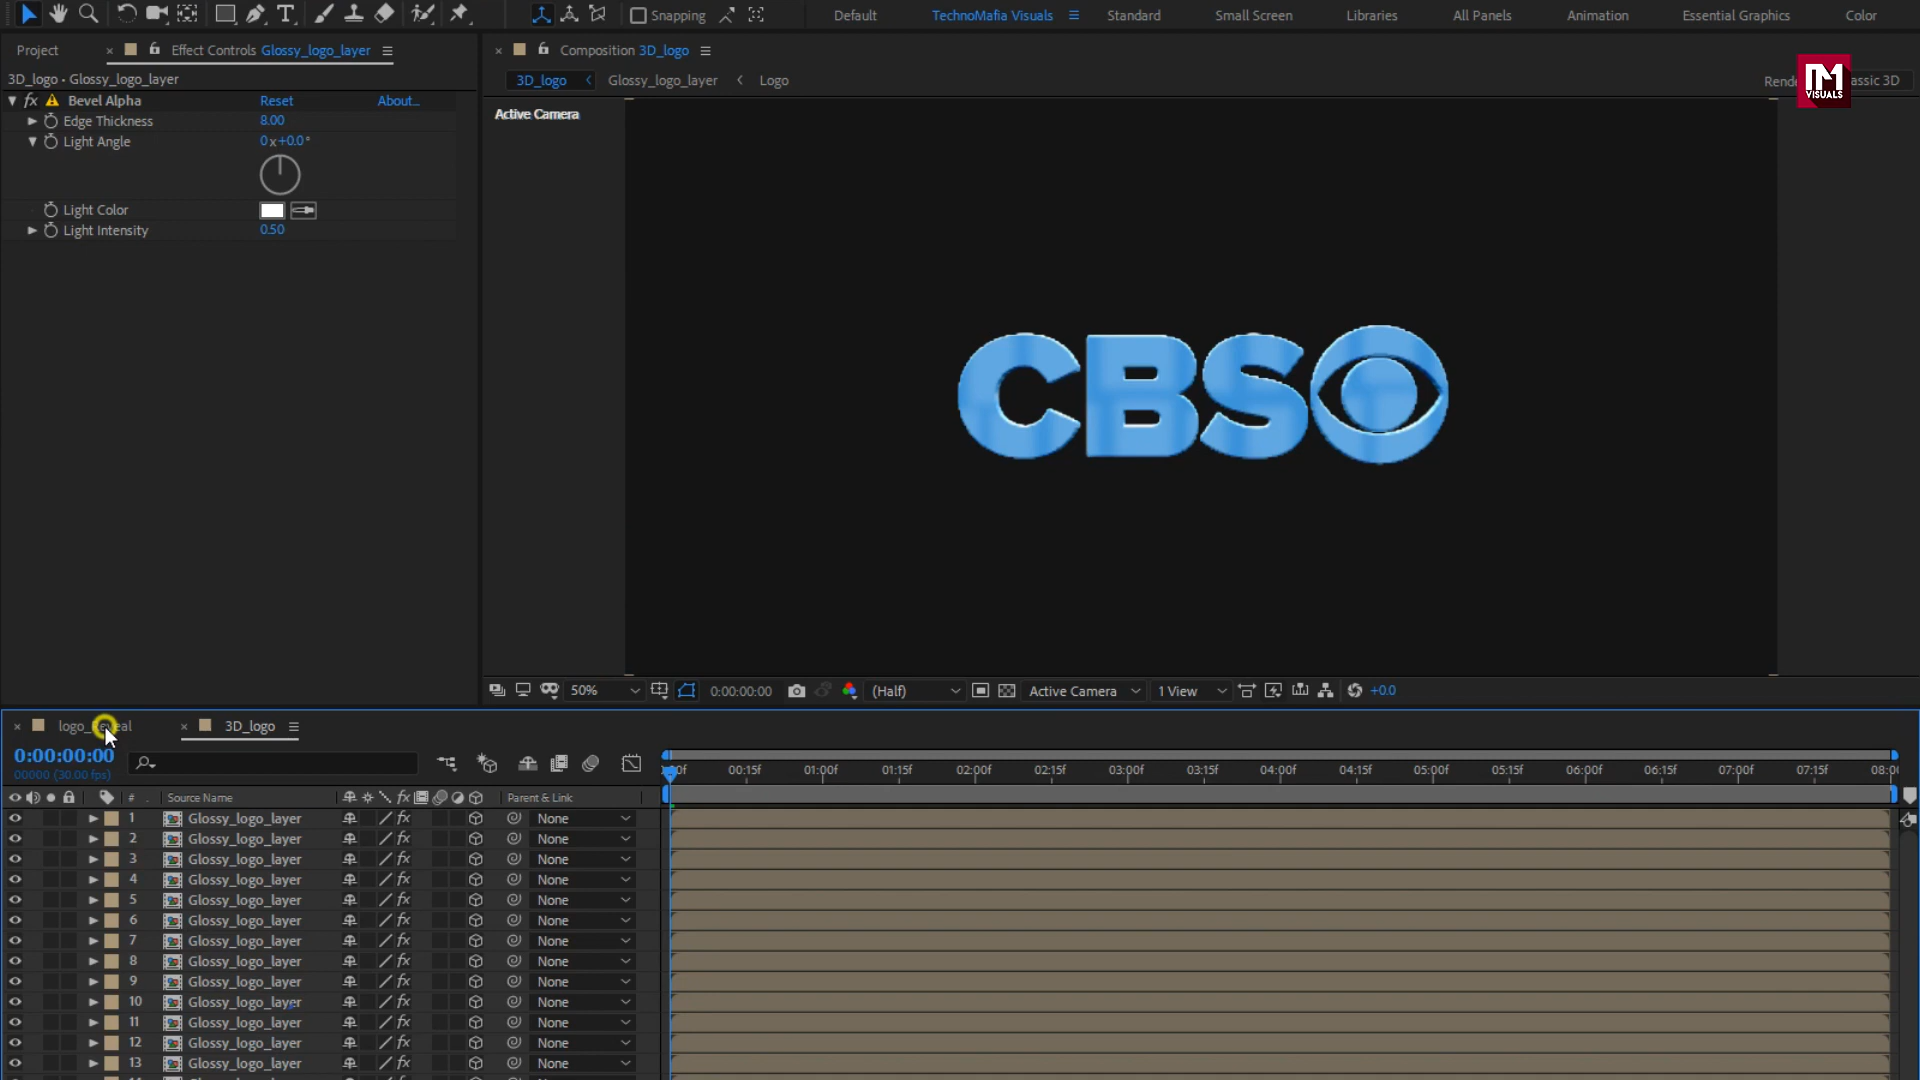 Snapping Default TechnoMafia Visuals Standard Small Screen Libraries All Panels Animation Essential Graphics Color
Project Effect Controls Glossy_logo_layer
3D_logo • Glossy_logo_layer
fx Bevel Alpha Reset About...
Edge Thickness 8.00
Light Angle 0x+0.0°
Light Color
Light Intensity 0.50
Composition 3D_logo
3D_logo Glossy_logo_layer Logo
assic 3D
VISUALS
Active Camera
CBS
50% 0:00:00:00 (Half) Active Camera 1 View +0.0
3D_logo
0:00:00:00
00000 (30.00 fps)
00:15f 01:00f 01:15f 02:00f 02:15f 03:00f 03:15f 04:00f 04:15f 05:00f 05:15f 06:00f 06:15f 07:00f 07:15f
# Source Name Parent & Link
1 Glossy_logo_layer None
2 Glossy_logo_layer None
3 Glossy_logo_layer None
4 Glossy_logo_layer None
5 Glossy_logo_layer None
6 Glossy_logo_layer None
7 Glossy_logo_layer None
8 Glossy_logo_layer None
9 Glossy_logo_layer None
10 Glossy_logo_layer None
11 Glossy_logo_layer None
12 Glossy_logo_layer None
13 Glossy_logo_layer None